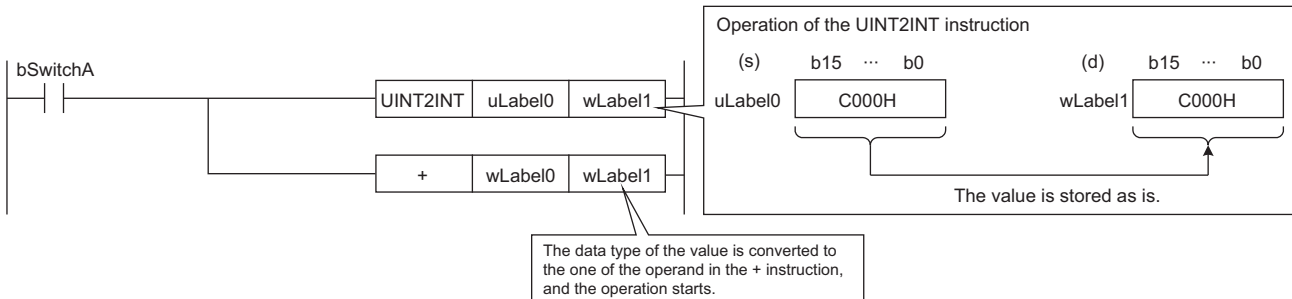 Operation of the UINT2INT instruction
bSwitchA
(s) b15 ··· b0 (d) b15 ··· b0
UINT2INT uLabel0 wLabel1
uLabel0 C000H wLabel1 C000H
+ wLabel0 wLabel1
The value is stored as is.
The data type of the value is converted to
the one of the operand in the + instruction,
and the operation starts.